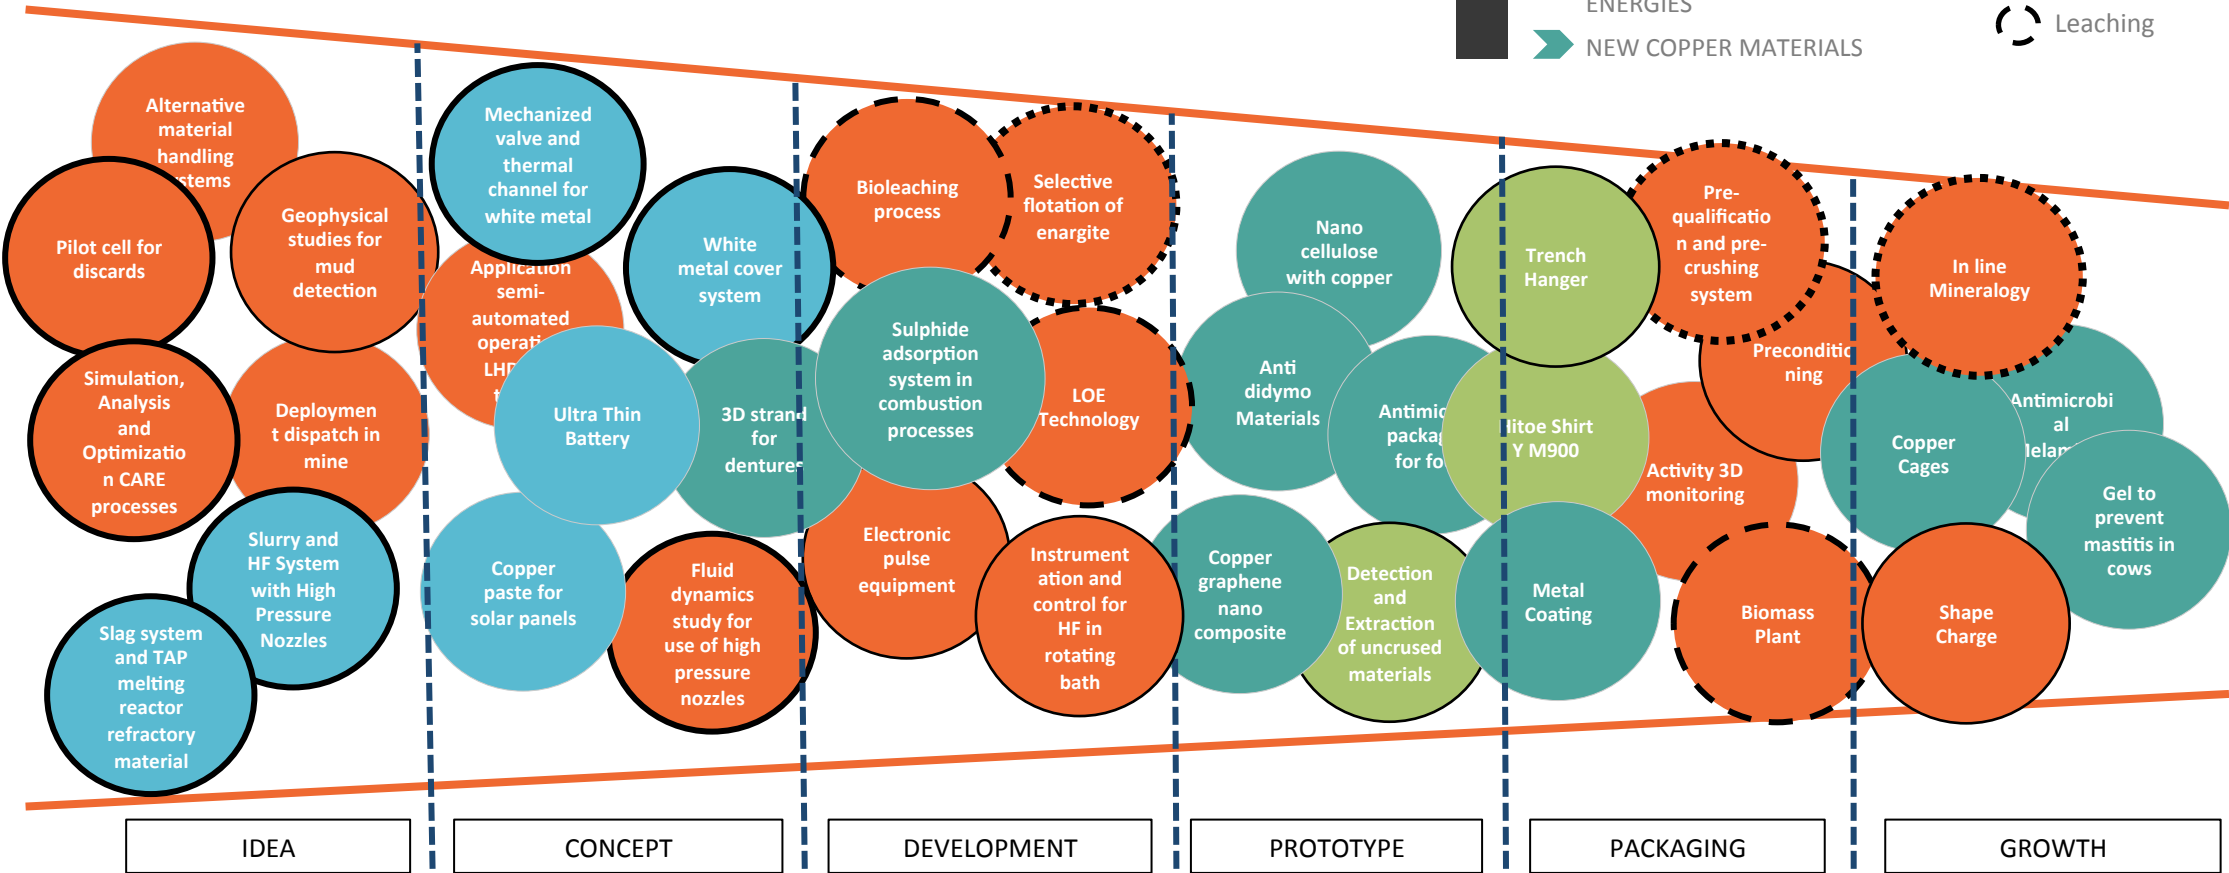 ENERGIES
NEW COPPER MATERIALS
Leaching
Alternative
material
handling
Pilot cell for
discards
Geophysical
studies for
mud
detection
Simulation,
Analysis
and
Optimizatio
n CARE
processes
Deploymen
t dispatch in
mine
Slurry and
HF System
with High
Pressure
Nozzles
Slag system
and TAP
melting
reactor
refractory
material
Mechanized
valve and
thermal
channel for
white metal
White
metal cover
system
Application
semi-
automated
Ultra Thin
Battery
3D strand
for
dentures
Copper
paste for
solar panels
Fluid
dynamics
study for
use of high
pressure
nozzles
Bioleaching
process
Selective
flotation of
enargite
Sulphide
adsorption
system in
combustion
processes
LOE
Technology
Electronic
pulse
equipment
Instrument
ation and
control for
HF in
rotating
bath
Nano
cellulose
with copper
Anti
didymo
Materials
for
Copper
graphene
nano
composite
Detection
and
Extraction
of uncrused
materials
Trench
Hanger
Shirt
Y M900
Metal
Coating
Pre-
qualificatio
n and pre-
crushing
system
Preconditio
ning
Activity 3D
monitoring
Biomass
Plant
In line
Mineralogy
Copper
Cages
Antimicrobi
al
Gel to
prevent
mastitis in
cows
Shape
Charge
IDEA
CONCEPT
DEVELOPMENT
PROTOTYPE
PACKAGING
GROWTH